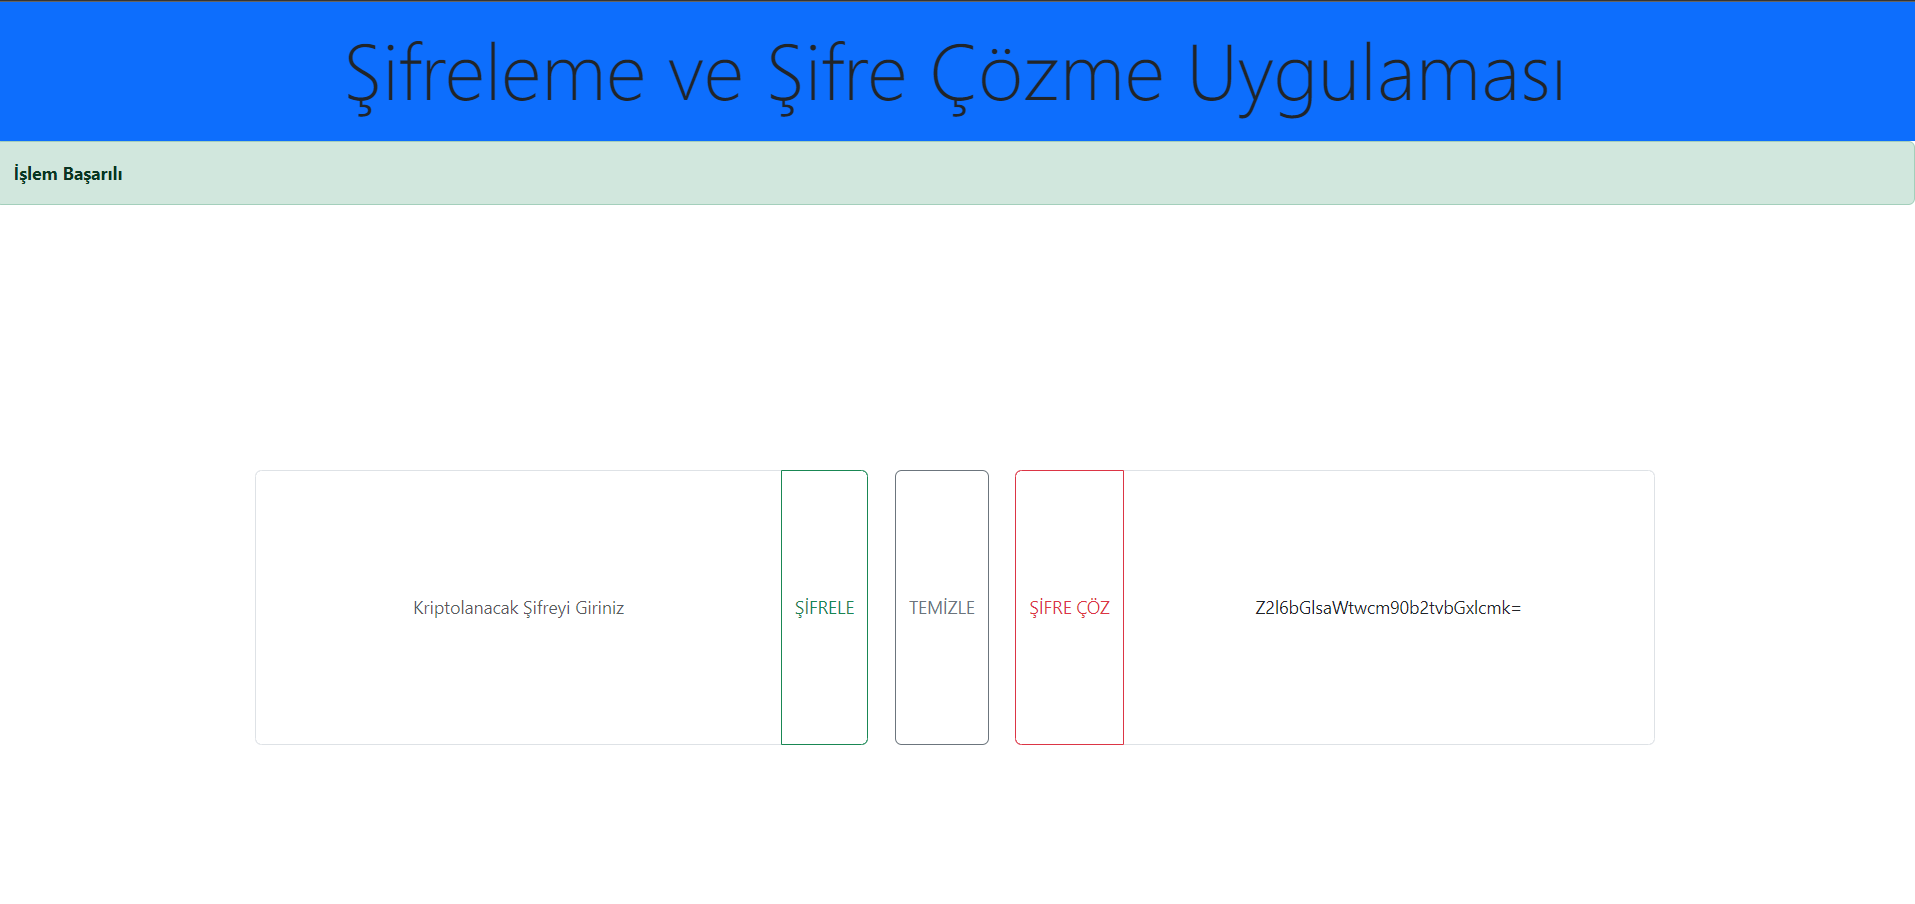 Şifreleme ve Şifre Çözme Uygulaması
İşlem Başarılı
Kriptolanacak Şifreyi Giriniz
ŞİFRELE
TEMİZLE
ŞİFRE ÇÖZ
Z2l6bGlsaWtwcm90b2tvbGxlcmk=